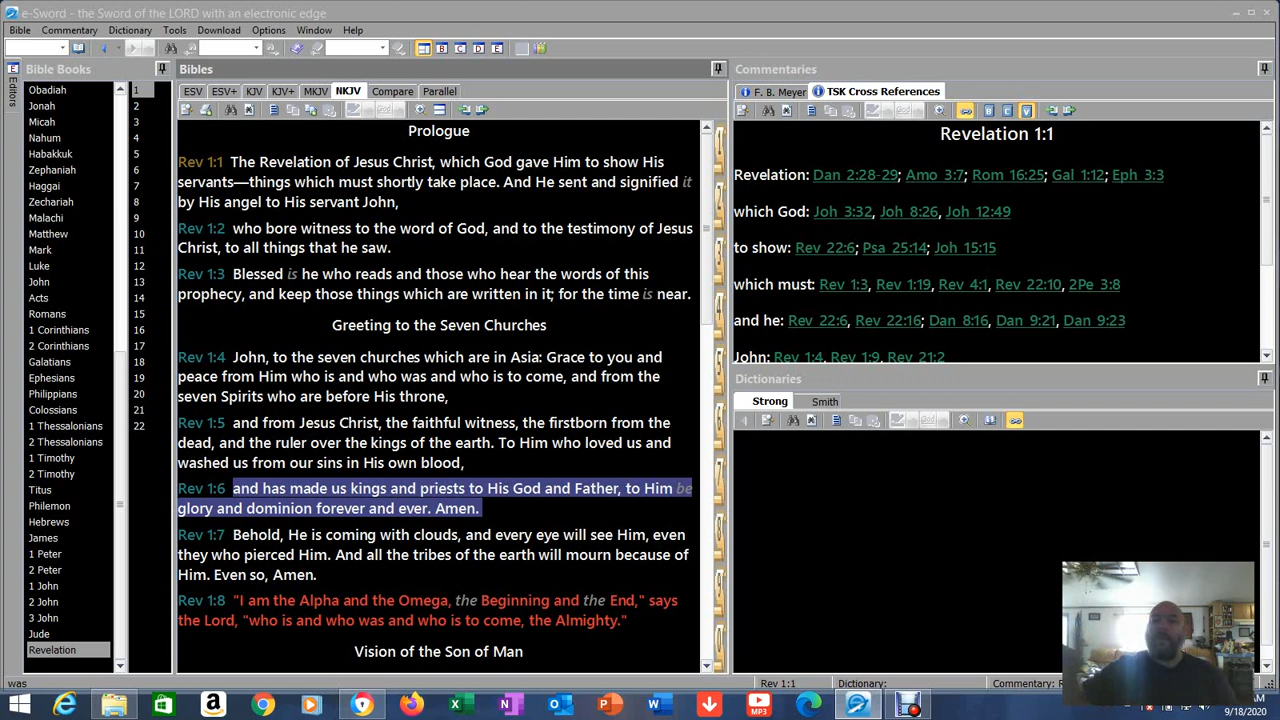 e-Sword - the Sword of the LORD with an electronic edge
Bible Commentary Dictionary Tools Download Options Window Help
B C D E
Editors
Bible Books
Obadiah
Jonah
Micah
Nahum
Habakkuk
Zephaniah
Haggai
Zechariah
Malachi
Matthew
Mark
Luke
John
Acts
Romans
1 Corinthians
2 Corinthians
Galatians
Ephesians
Philippians
Colossians
1 Thessalonians
2 Thessalonians
1 Timothy
2 Timothy
Titus
Philemon
Hebrews
James
1 Peter
2 Peter
1 John
2 John
3 John
Jude
Revelation
1
2
3
4
5
6
7
8
9
10
11
12
13
14
15
16
17
18
19
20
21
22
Bibles
ESV ESV+ KJV KJV+ MKJV NKJV Compare Parallel
Prologue
Rev 1:1 The Revelation of Jesus Christ, which God gave Him to show His
servants—things which must shortly take place. And He sent and signified it
by His angel to His servant John,
Rev 1:2 who bore witness to the word of God, and to the testimony of Jesus
Christ, to all things that he saw.
Rev 1:3 Blessed is he who reads and those who hear the words of this
prophecy, and keep those things which are written in it; for the time is near.
Greeting to the Seven Churches
Rev 1:4 John, to the seven churches which are in Asia: Grace to you and
peace from Him who is and who was and who is to come, and from the
seven Spirits who are before His throne,
Rev 1:5 and from Jesus Christ, the faithful witness, the firstborn from the
dead, and the ruler over the kings of the earth. To Him who loved us and
washed us from our sins in His own blood,
Rev 1:6 and has made us kings and priests to His God and Father, to Him be
glory and dominion forever and ever. Amen.
Rev 1:7 Behold, He is coming with clouds, and every eye will see Him, even
they who pierced Him. And all the tribes of the earth will mourn because of
Him. Even so, Amen.
Rev 1:8 "I am the Alpha and the Omega, the Beginning and the End," says
the Lord, "who is and who was and who is to come, the Almighty."
Vision of the Son of Man
Commentaries
F. B. Meyer TSK Cross References
B C V
Revelation 1:1
Revelation: Dan 2:28-29; Amo 3:7; Rom 16:25; Gal 1:12; Eph 3:3
which God: Joh 3:32, Joh 8:26, Joh 12:49
to show: Rev 22:6; Psa 25:14; Joh 15:15
which must: Rev 1:3, Rev 1:19, Rev 4:1, Rev 22:10, 2Pe 3:8
and he: Rev 22:6, Rev 22:16; Dan 8:16, Dan 9:21, Dan 9:23
John: Rev 1:4, Rev 1:9, Rev 21:2
Dictionaries
Strong Smith
was
Rev 1:1 Dictionary: Commentary:
MP3
9/18/2020